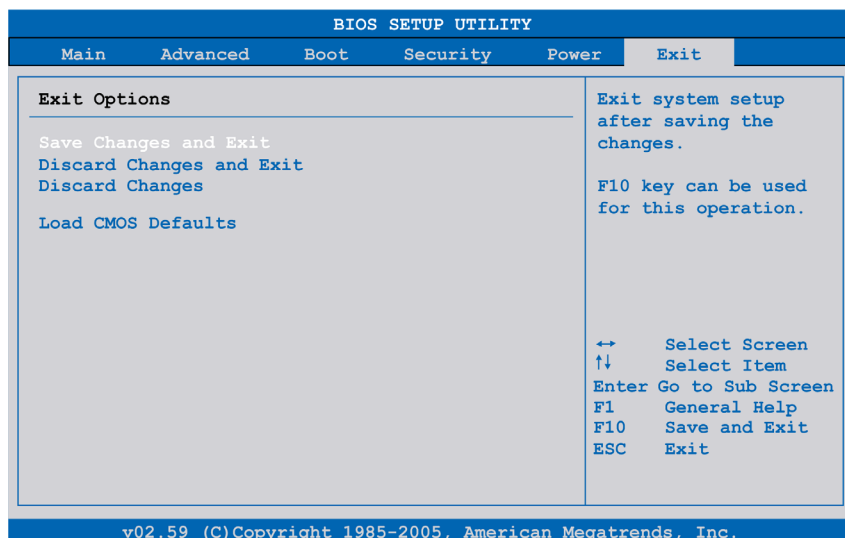 BIOS SETUP UTILITY
Main Advanced Boot Security Power Exit
Exit Options
Save Changes and Exit
Discard Changes and Exit
Discard Changes
Load CMOS Defaults
Exit system setup
after saving the
changes.
F10 key can be used
for this operation.
↔ Select Screen
↑↓ Select Item
Enter Go to Sub Screen
F1 General Help
F10 Save and Exit
ESC Exit
v02.59 (C)Copyright 1985-2005, American Megatrends, Inc.